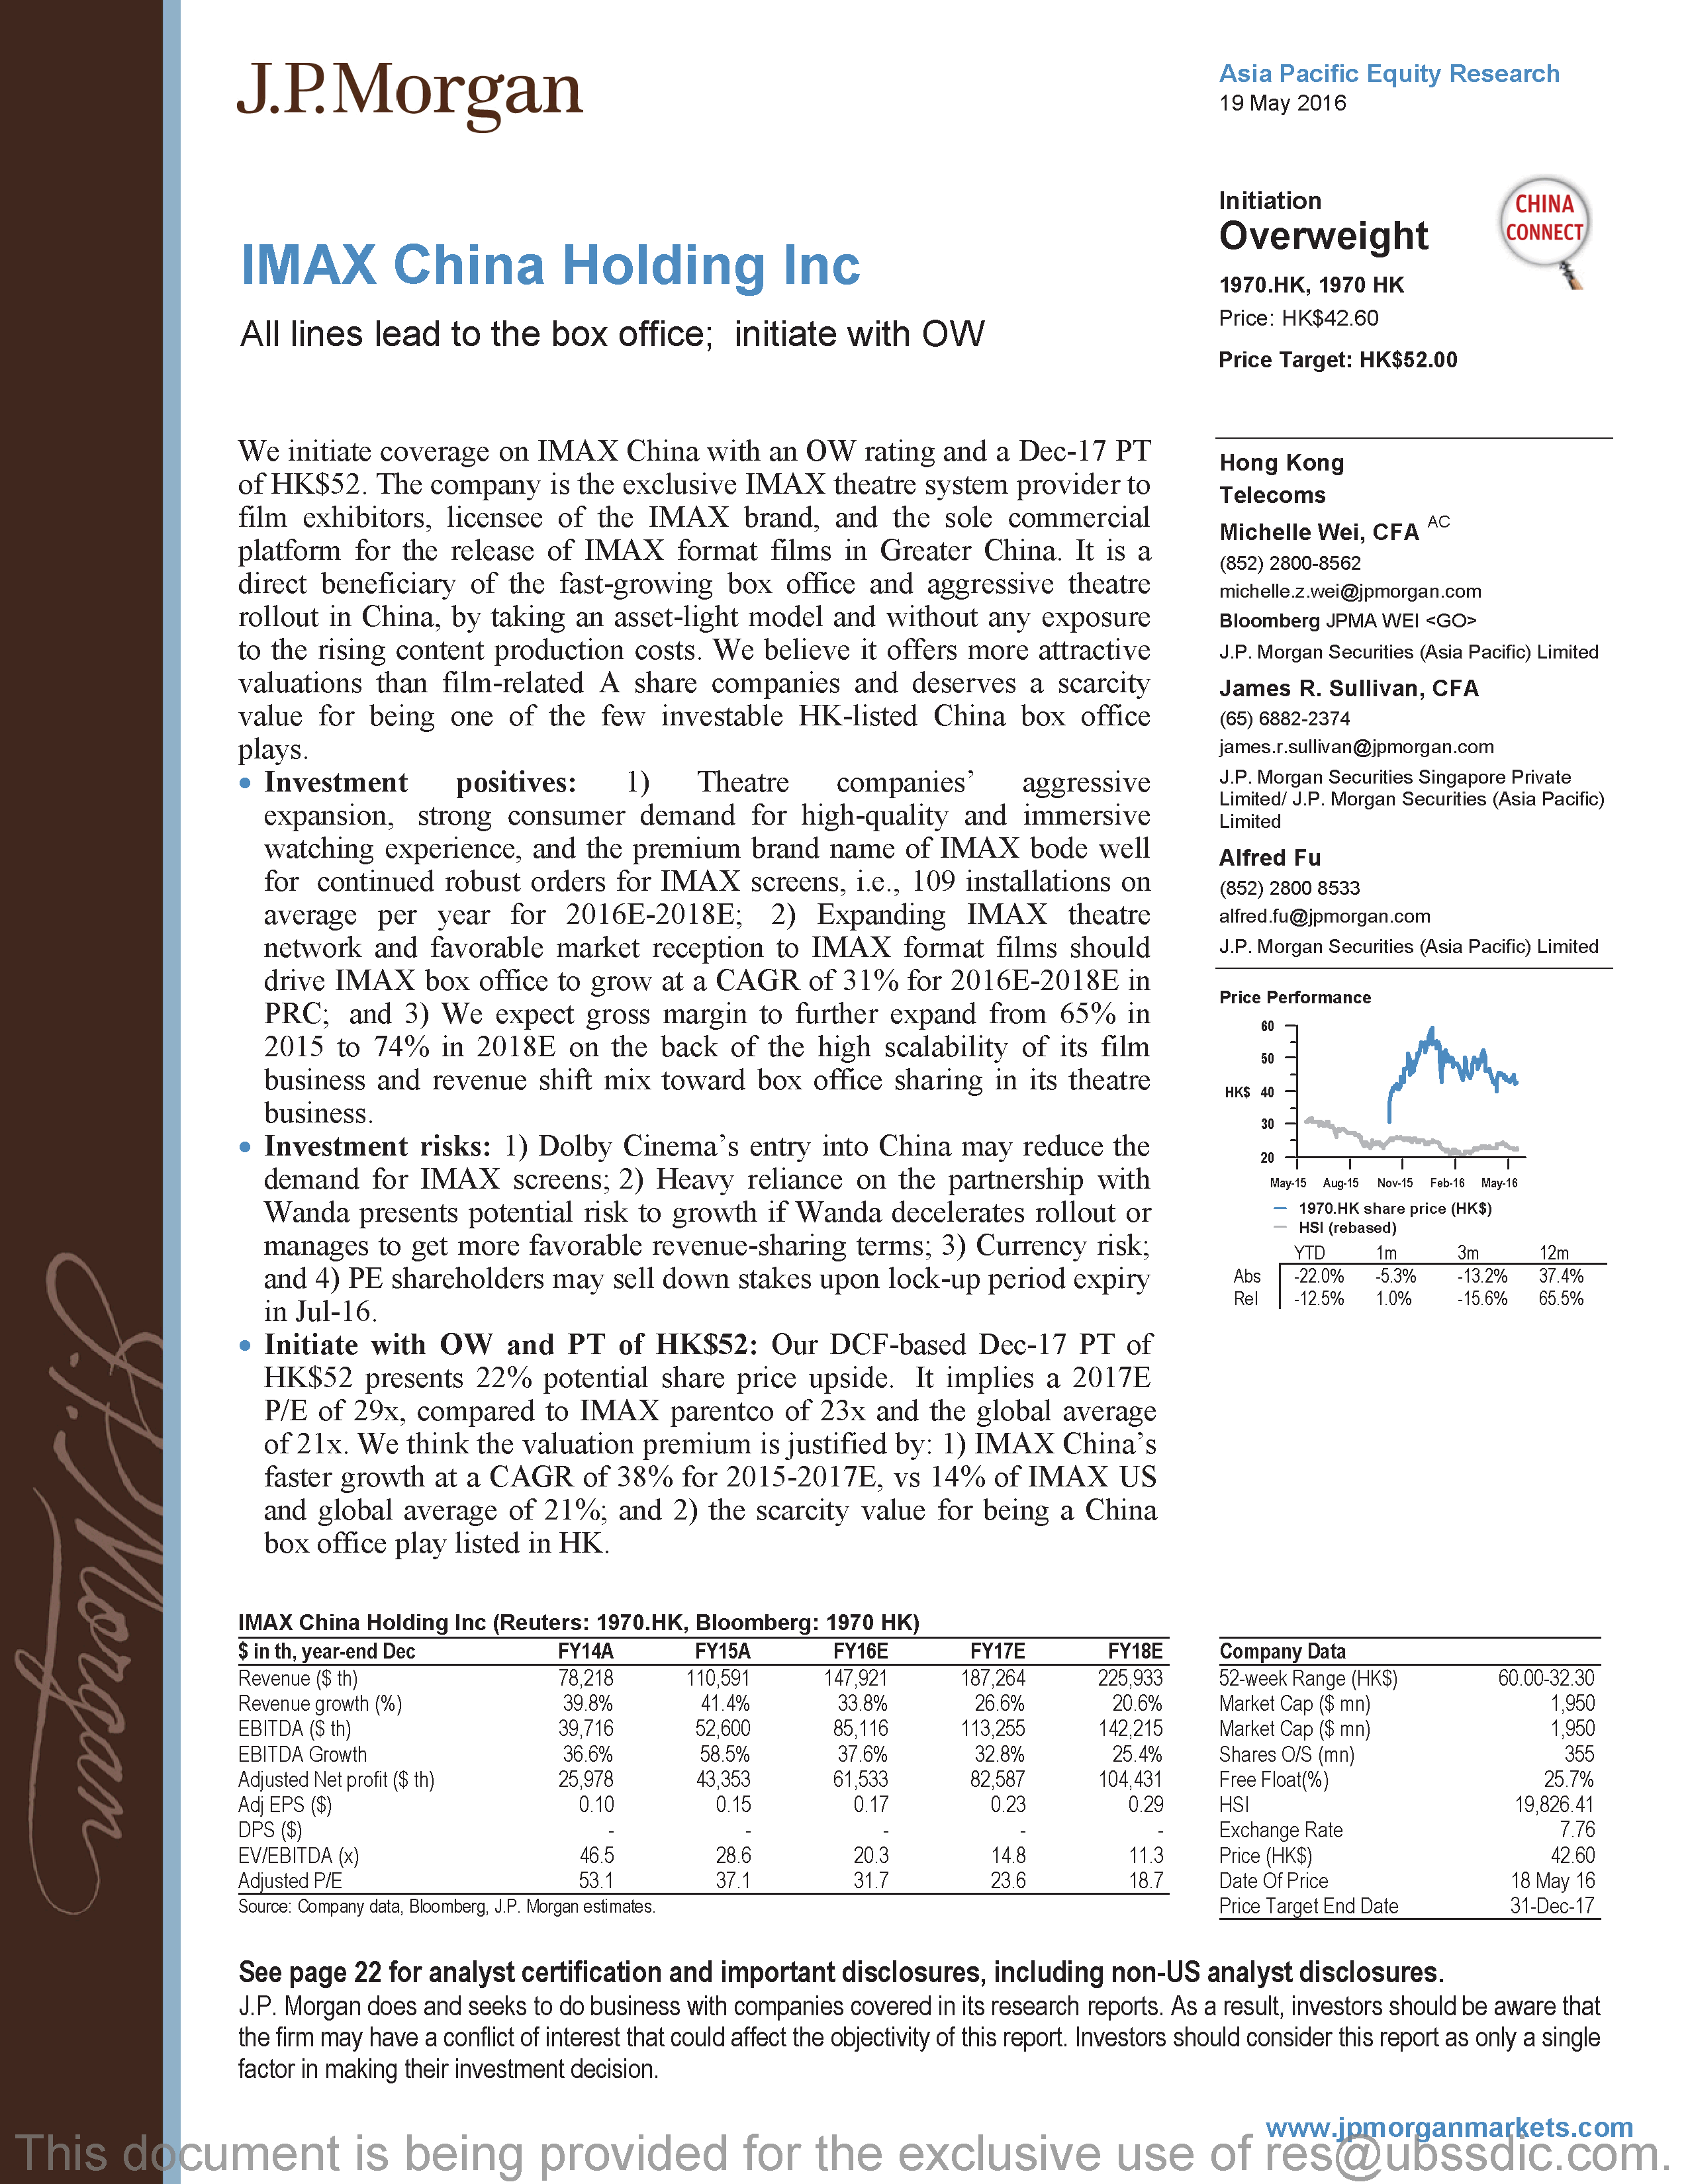 J.P.Morgan
Asia Pacific Equity Research
19 May 2016
IMAX China Holding Inc
All lines lead to the box office; initiate with OW
Initiation
Overweight
CHINA
CONNECT
1970.HK, 1970 HK
Price: HK$42.60
Price Target: HK$52.00
We initiate coverage on IMAX China with an OW rating and a Dec-17 PT
of HK$52. The company is the exclusive IMAX theatre system provider to
film exhibitors, licensee of the IMAX brand, and the sole commercial
platform for the release of IMAX format films in Greater China. It is a
direct beneficiary of the fast-growing box office and aggressive theatre
rollout in China, by taking an asset-light model and without any exposure
to the rising content production costs. We believe it offers more attractive
valuations than film-related A share companies and deserves a scarcity
value for being one of the few investable HK-listed China box office
plays.
• Investment positives: 1) Theatre companies’ aggressive
expansion, strong consumer demand for high-quality and immersive
watching experience, and the premium brand name of IMAX bode well
for continued robust orders for IMAX screens, i.e., 109 installations on
average per year for 2016E-2018E; 2) Expanding IMAX theatre
network and favorable market reception to IMAX format films should
drive IMAX box office to grow at a CAGR of 31% for 2016E-2018E in
PRC; and 3) We expect gross margin to further expand from 65% in
2015 to 74% in 2018E on the back of the high scalability of its film
business and revenue shift mix toward box office sharing in its theatre
business.
• Investment risks: 1) Dolby Cinema’s entry into China may reduce the
demand for IMAX screens; 2) Heavy reliance on the partnership with
Wanda presents potential risk to growth if Wanda decelerates rollout or
manages to get more favorable revenue-sharing terms; 3) Currency risk;
and 4) PE shareholders may sell down stakes upon lock-up period expiry
in Jul-16.
• Initiate with OW and PT of HK$52: Our DCF-based Dec-17 PT of
HK$52 presents 22% potential share price upside. It implies a 2017E
P/E of 29x, compared to IMAX parentco of 23x and the global average
of 21x. We think the valuation premium is justified by: 1) IMAX China’s
faster growth at a CAGR of 38% for 2015-2017E, vs 14% of IMAX US
and global average of 21%; and 2) the scarcity value for being a China
box office play listed in HK.
Hong Kong
Telecoms
Michelle Wei, CFA AC
(852) 2800-8562
michelle.z.wei@jpmorgan.com
Bloomberg JPMA WEI <GO>
J.P. Morgan Securities (Asia Pacific) Limited
James R. Sullivan, CFA
(65) 6882-2374
james.r.sullivan@jpmorgan.com
J.P. Morgan Securities Singapore Private
Limited/ J.P. Morgan Securities (Asia Pacific)
Limited
Alfred Fu
(852) 2800 8533
alfred.fu@jpmorgan.com
J.P. Morgan Securities (Asia Pacific) Limited
Price Performance
60
50
HK$ 40
30
20
May-15 Aug-15 Nov-15 Feb-16 May-16
1970.HK share price (HK$)
HSI (rebased)
YTD 1m 3m 12m
Abs -22.0% -5.3% -13.2% 37.4%
Rel -12.5% 1.0% -15.6% 65.5%
J.P. Morgan
IMAX China Holding Inc (Reuters: 1970.HK, Bloomberg: 1970 HK)
$ in th, year-end Dec FY14A FY15A FY16E FY17E FY18E
Revenue ($ th) 78,218 110,591 147,921 187,264 225,933
Revenue growth (%) 39.8% 41.4% 33.8% 26.6% 20.6%
EBITDA ($ th) 39,716 52,600 85,116 113,255 142,215
EBITDA Growth 36.6% 58.5% 37.6% 32.8% 25.4%
Adjusted Net profit ($ th) 25,978 43,353 61,533 82,587 104,431
Adj EPS ($) 0.10 0.15 0.17 0.23 0.29
DPS ($) - - - - -
EV/EBITDA (x) 46.5 28.6 20.3 14.8 11.3
Adjusted P/E 53.1 37.1 31.7 23.6 18.7
Source: Company data, Bloomberg, J.P. Morgan estimates.
Company Data
52-week Range (HK$) 60.00-32.30
Market Cap ($ mn) 1,950
Market Cap ($ mn) 1,950
Shares O/S (mn) 355
Free Float(%) 25.7%
HSI 19,826.41
Exchange Rate 7.76
Price (HK$) 42.60
Date Of Price 18 May 16
Price Target End Date 31-Dec-17
See page 22 for analyst certification and important disclosures, including non-US analyst disclosures.
J.P. Morgan does and seeks to do business with companies covered in its research reports. As a result, investors should be aware that
the firm may have a conflict of interest that could affect the objectivity of this report. Investors should consider this report as only a single
factor in making their investment decision.
www.jpmorganmarkets.com
This document is being provided for the exclusive use of res@ubssdic.com.